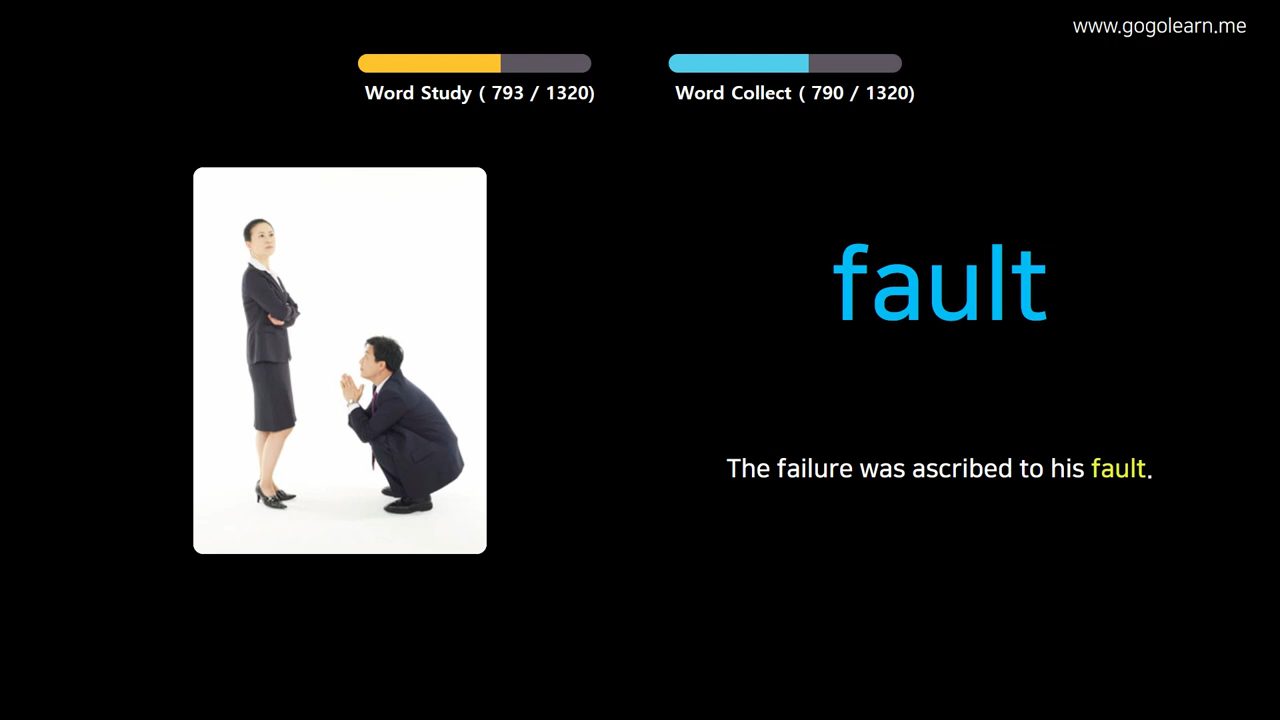 www.gogolearn.me
Word Study ( 793 / 1320)
Word Collect ( 790 / 1320)
fault
The failure was ascribed to his fault.